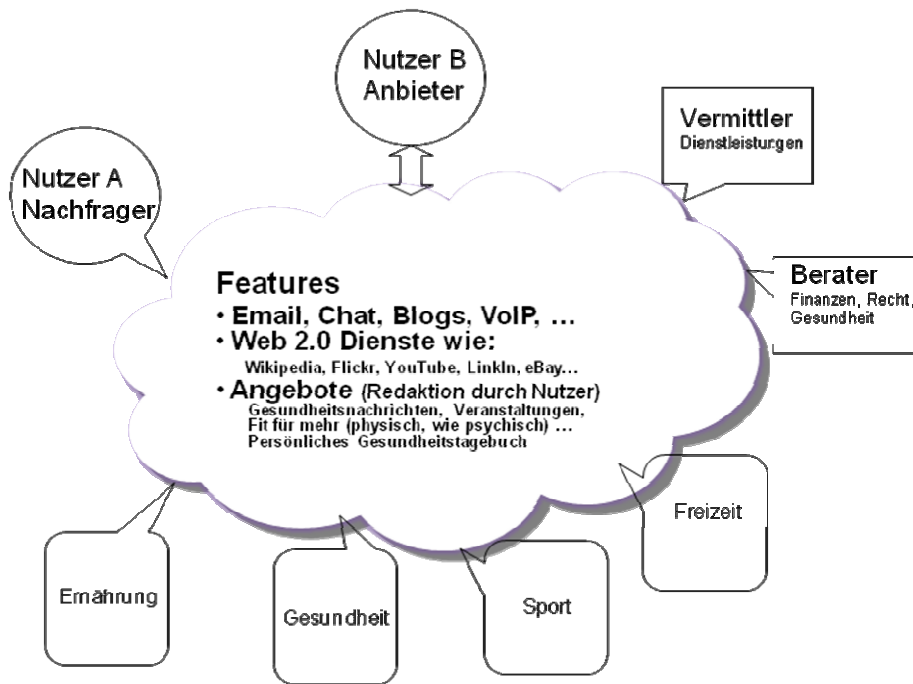 Nutzer B
Anbieter
Vermittler
Dienstleistungen
Nutzer A
Nachfrager
Features
• Email, Chat, Blogs, VoIP, ...
• Web 2.0 Dienste wie:
Wikipedia, Flickr, YouTube, LinkIn, eBay...
• Angebote (Redaktion durch Nutzer)
Gesundheitsnachrichten, Veranstaltungen,
Fit für mehr (physisch, wie psychisch) ...
Persönliches Gesundheitstagebuch
Berater
Finanzen, Recht,
Gesundheit
Ernährung
Gesundheit
Sport
Freizeit